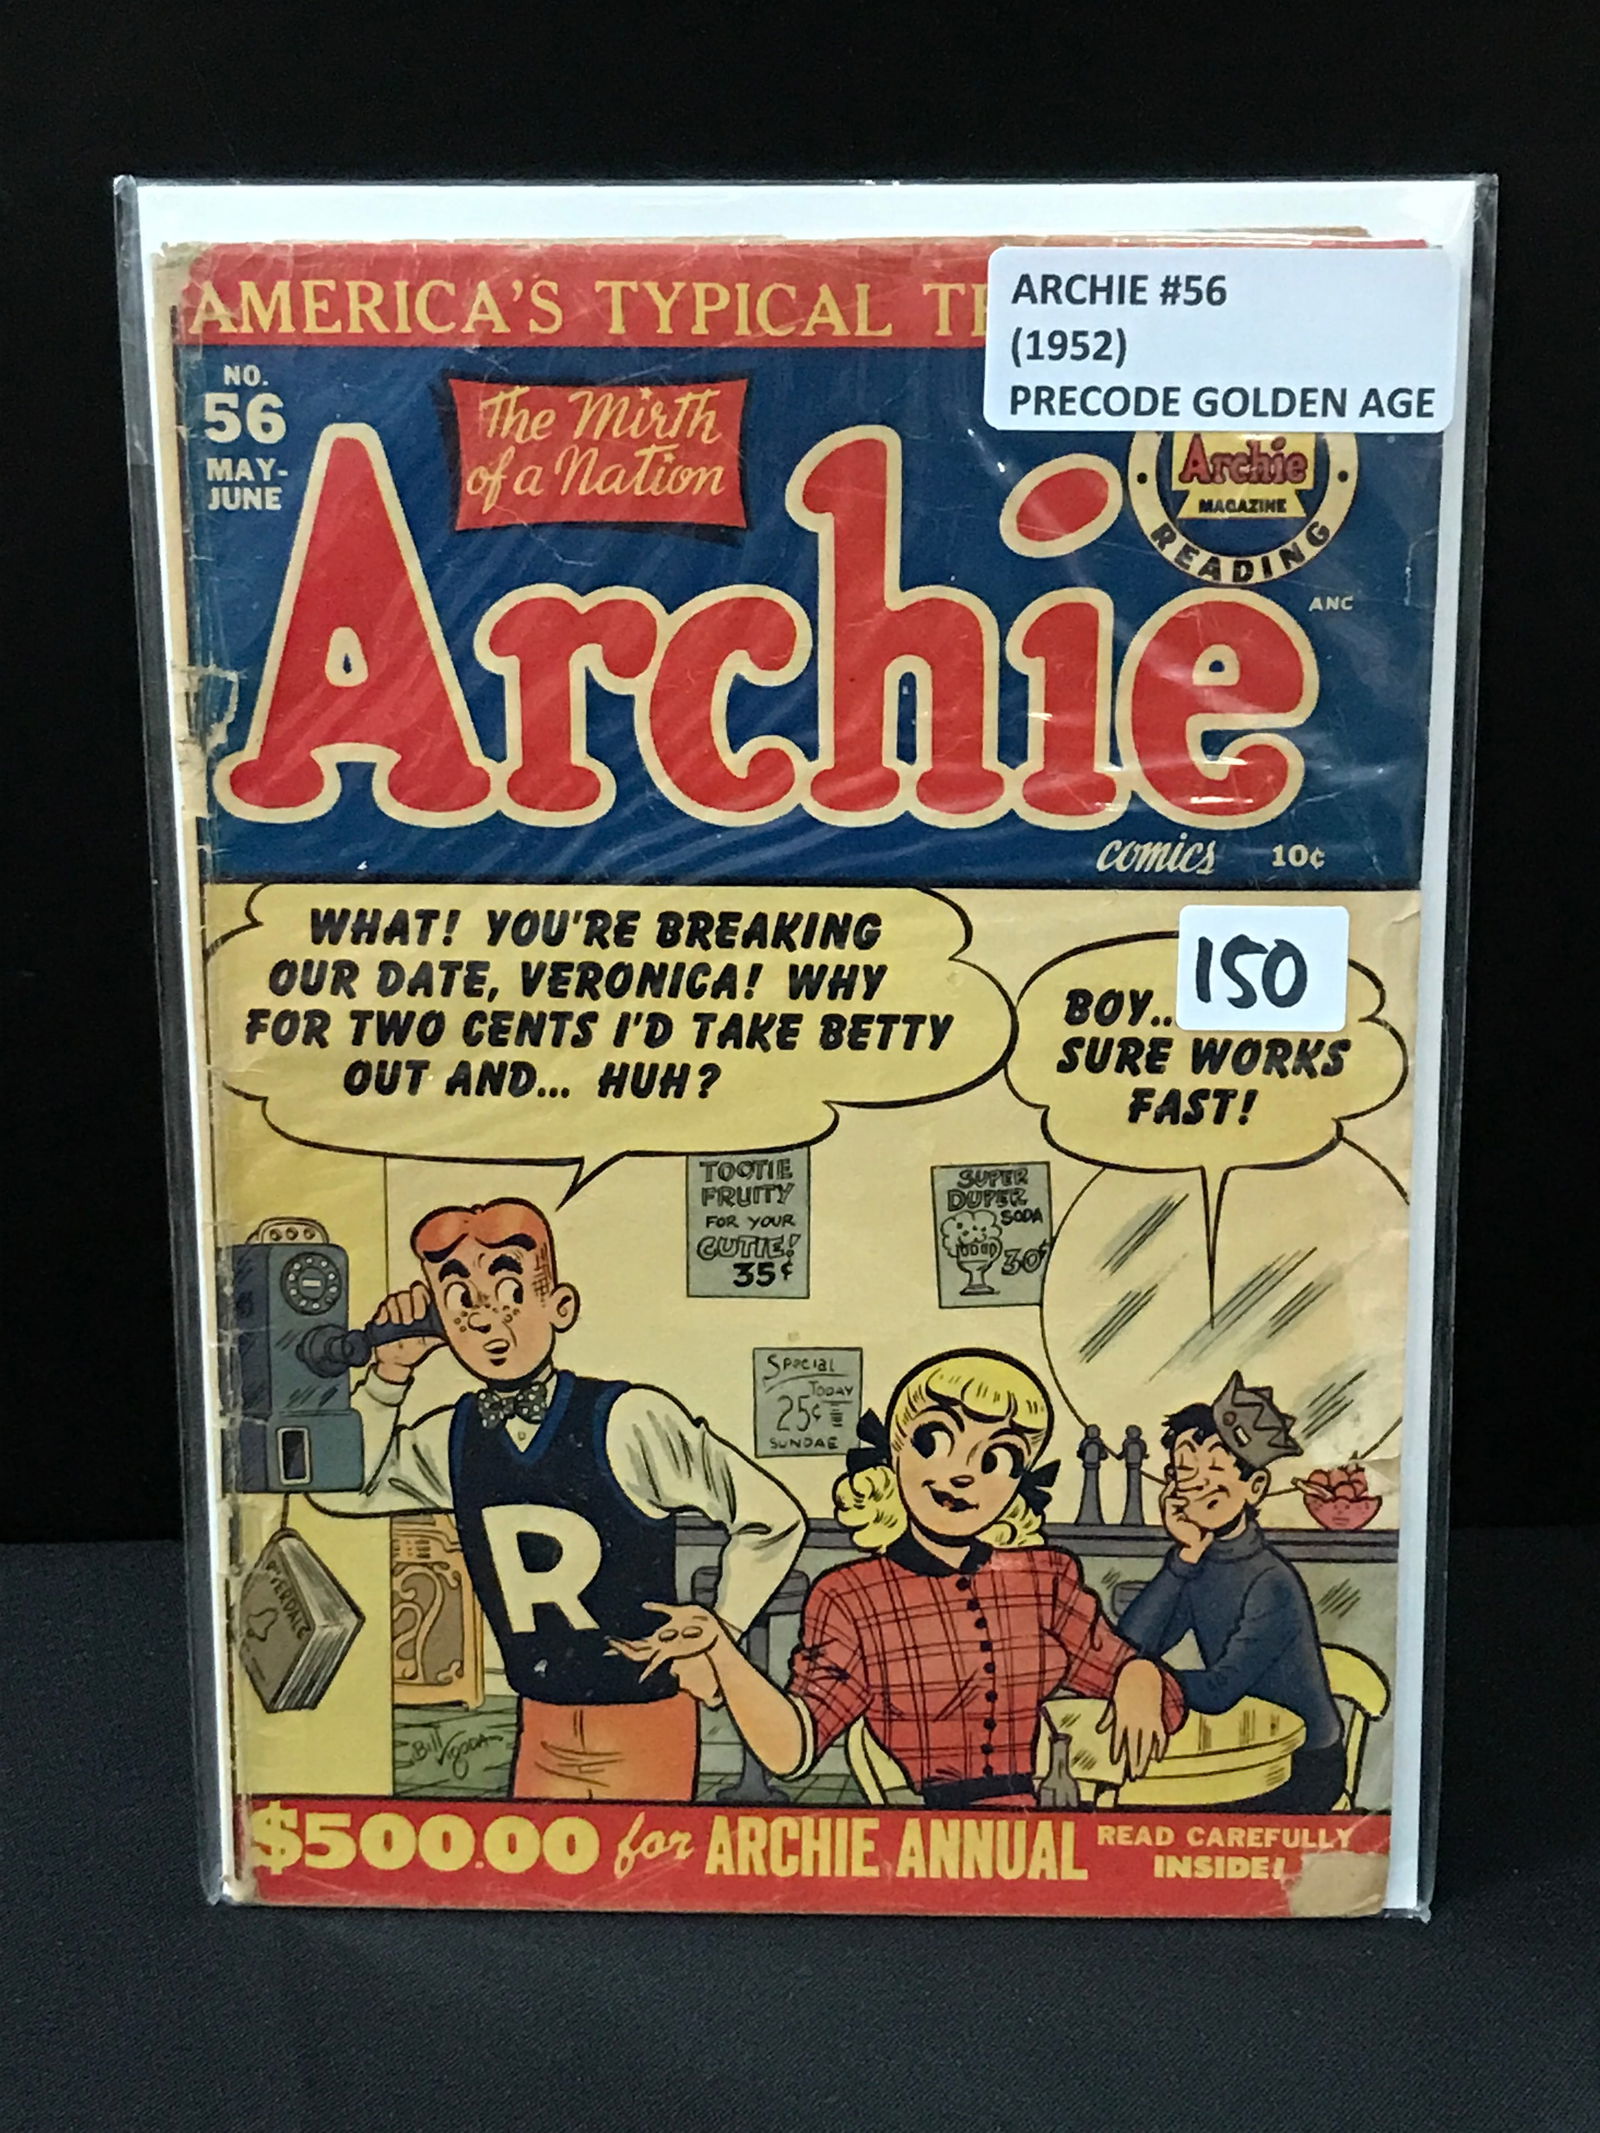 AMERICA'S TYPICAL
ARCHIE #56
(1952)
PRECODE GOLDEN AGE
NO.
56
MAY-
JUNE
The Mirth
of a Nation
Archie
MAGAZINE
READING
Archie
ANC
comics 10¢
WHAT! YOU'RE BREAKING
OUR DATE, VERONICA! WHY
FOR TWO CENTS I'D TAKE BETTY
OUT AND... HUH?
150
BOY..
SURE WORKS
FAST!
TOOTIE
FRUITY
FOR YOUR
CUTIE!
35¢
SUPER
DUPER
SODA
30¢
Special
TODAY
25¢
SUNDAE
R
Bill Vigoda
$500.00 for ARCHIE ANNUAL READ CAREFULLY
INSIDE!